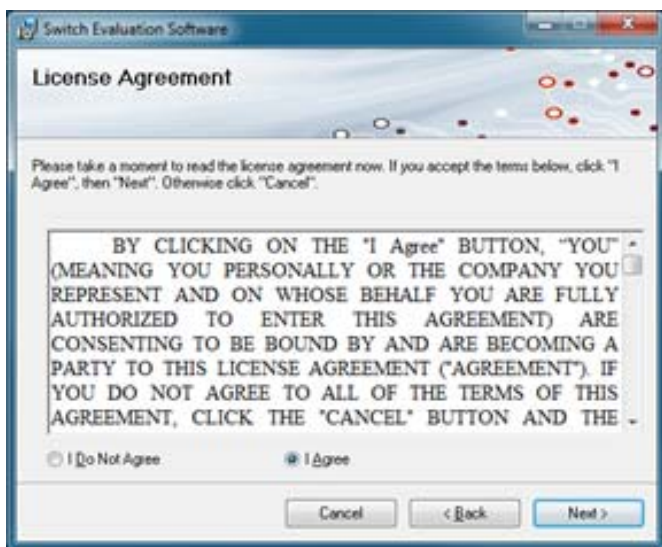 Switch Evaluation Software
License Agreement
Please take a moment to read the license agreement now. If you accept the terms below, click "I
Agree", then "Next". Otherwise click "Cancel".
BY CLICKING ON THE "I Agree" BUTTON, "YOU"
(MEANING YOU PERSONALLY OR THE COMPANY YOU
REPRESENT AND ON WHOSE BEHALF YOU ARE FULLY
AUTHORIZED TO ENTER THIS AGREEMENT) ARE
CONSENTING TO BE BOUND BY AND ARE BECOMING A
PARTY TO THIS LICENSE AGREEMENT ("AGREEMENT"). IF
YOU DO NOT AGREE TO ALL OF THE TERMS OF THIS
AGREEMENT, CLICK THE "CANCEL" BUTTON AND THE
I Do Not Agree
I Agree
Cancel
< Back
Next >